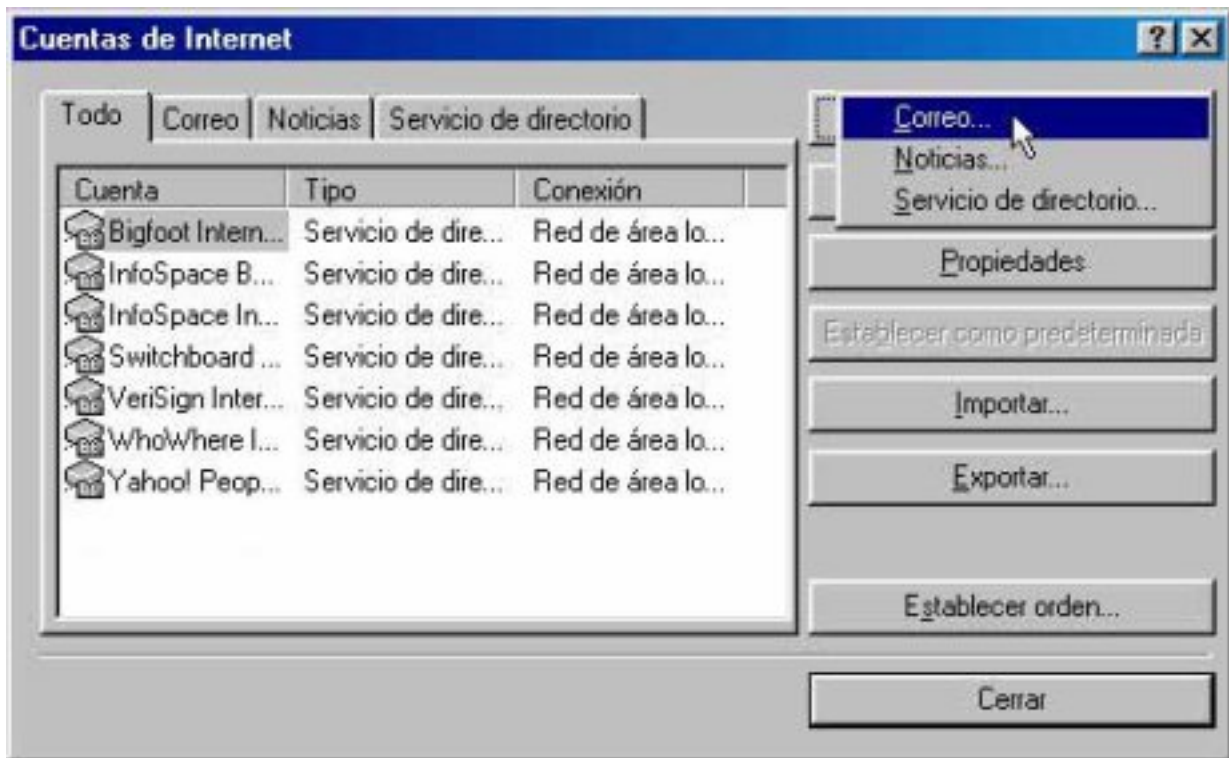 Cuentas de Internet
Todo Correo Noticias Servicio de directorio
Cuenta Tipo Conexión
Bigfoot Intern... Servicio de dire... Red de área lo...
InfoSpace B... Servicio de dire... Red de área lo...
InfoSpace In... Servicio de dire... Red de área lo...
Switchboard ... Servicio de dire... Red de área lo...
VeriSign Inter... Servicio de dire... Red de área lo...
WhoWhere I... Servicio de dire... Red de área lo...
Yahoo! Peop... Servicio de dire... Red de área lo...
Correo...
Noticias...
Servicio de directorio...
Propiedades
Establecer como predeterminada
Importar...
Exportar...
Establecer orden...
Cerrar